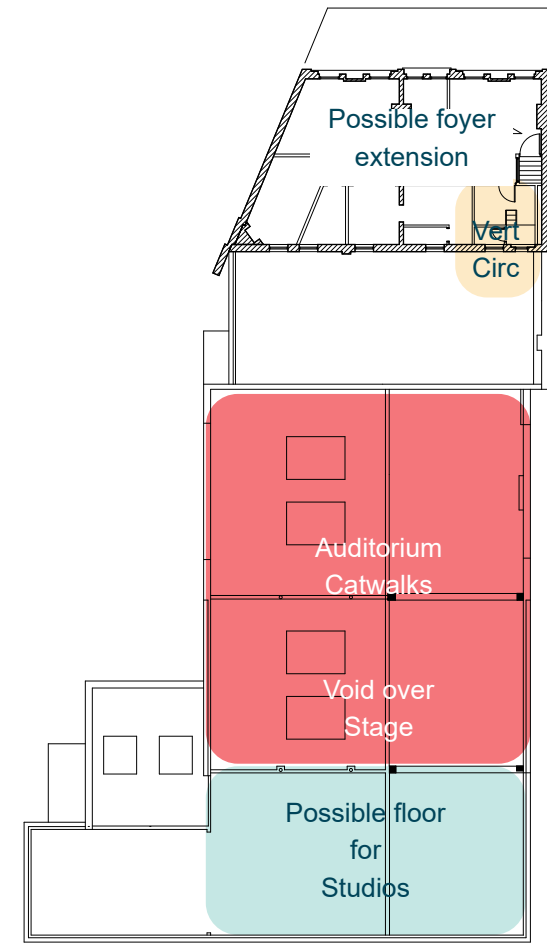 Possible foyer
extension
Vert
Circ
Auditorium
Catwalks
Void over
Stage
Possible floor
for
Studios